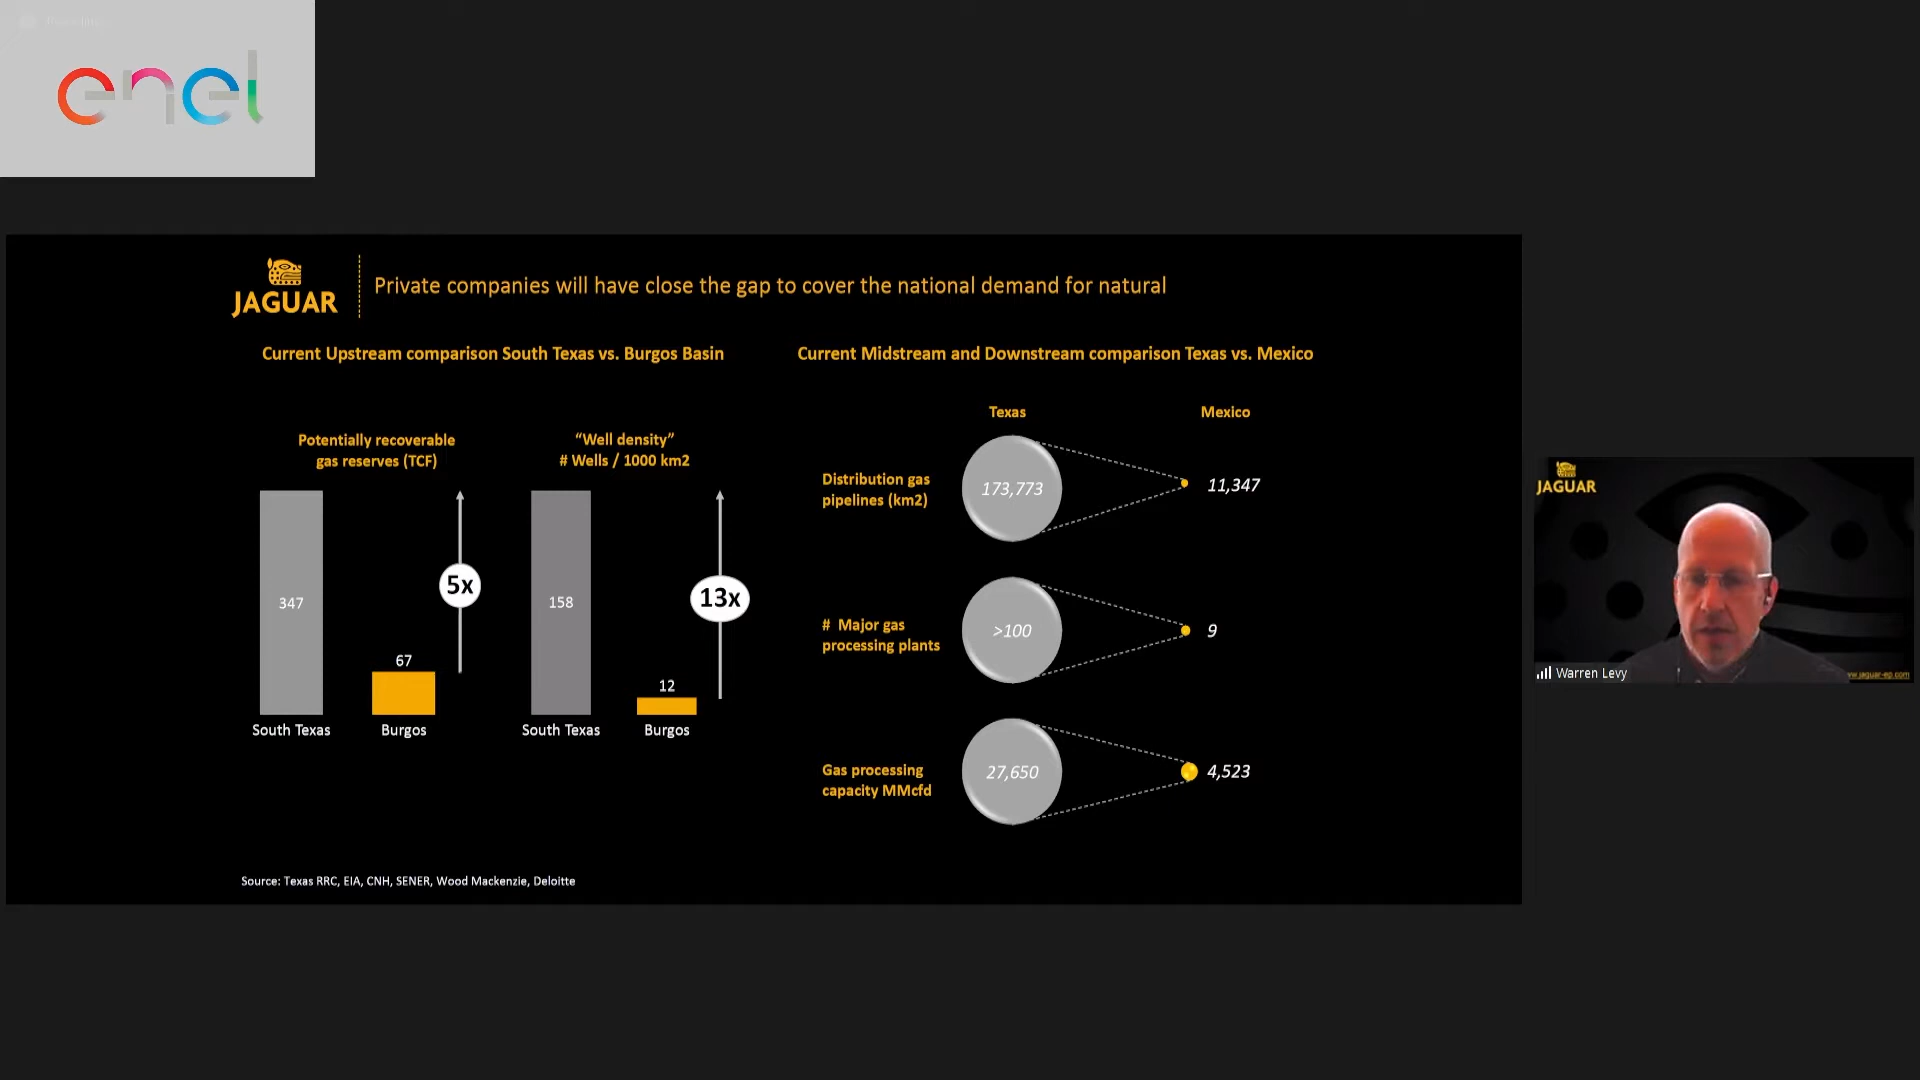 enel
JAGUAR
Private companies will have close the gap to cover the national demand for natural
Current Upstream comparison South Texas vs. Burgos Basin
Potentially recoverable
gas reserves (TCF)
347
67
5x
South Texas
Burgos
“Well density”
# Wells / 1000 km2
158
12
13x
South Texas
Burgos
Current Midstream and Downstream comparison Texas vs. Mexico
Texas
Mexico
Distribution gas
pipelines (km2)
173,773
11,347
# Major gas
processing plants
>100
9
Gas processing
capacity MMcfd
27,650
4,523
Source: Texas RRC, EIA, CNH, SENER, Wood Mackenzie, Deloitte
JAGUAR
Warren Levy
w.jaguar-ep.com